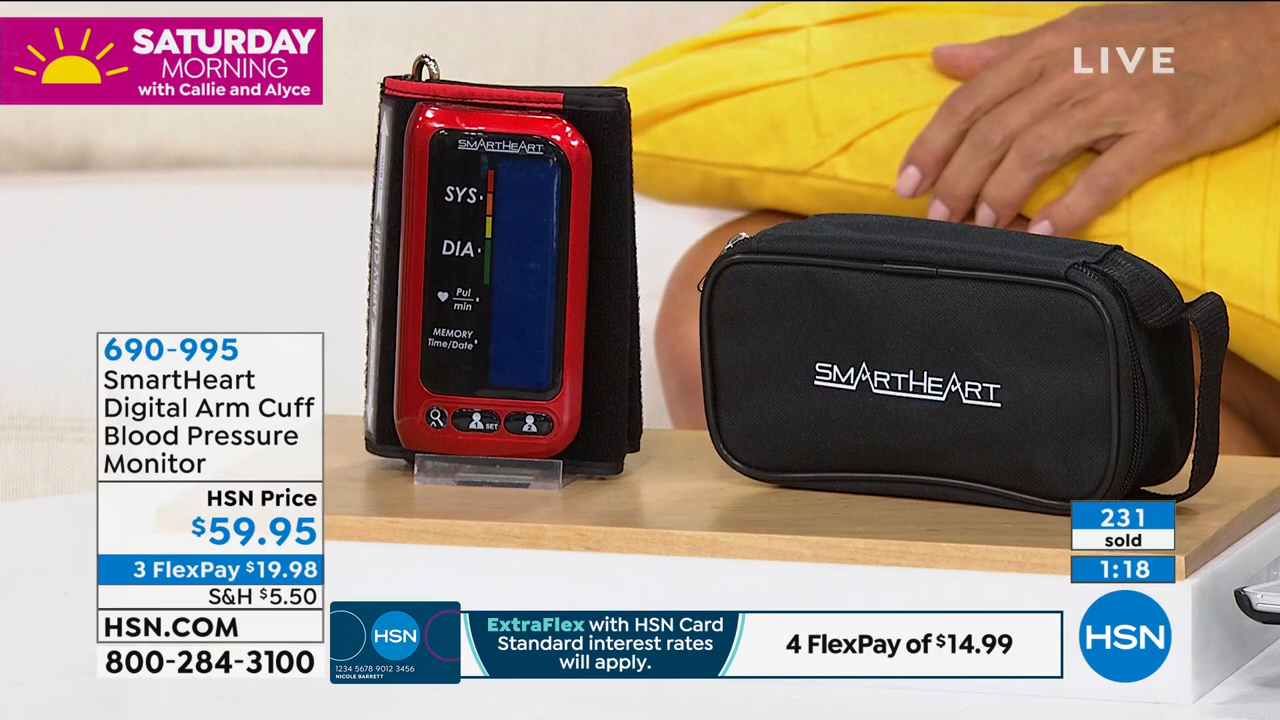 SATURDAY
MORNING
with Callie and Alyce
LIVE
SMARTHEART
SYS
DIA
Pul
min
MEMORY
Time/Date
1
SET
2
SMARTHEART
690-995
SmartHeart
Digital Arm Cuff
Blood Pressure
Monitor
HSN Price
$59.95
3 FlexPay $19.98
S&H $5.50
HSN.COM
800-284-3100
231
sold
1:18
HSN
1234 5678 9012 3456
NICOLE BARRETT
ExtraFlex with HSN Card
Standard interest rates
will apply.
4 FlexPay of $14.99
HSN